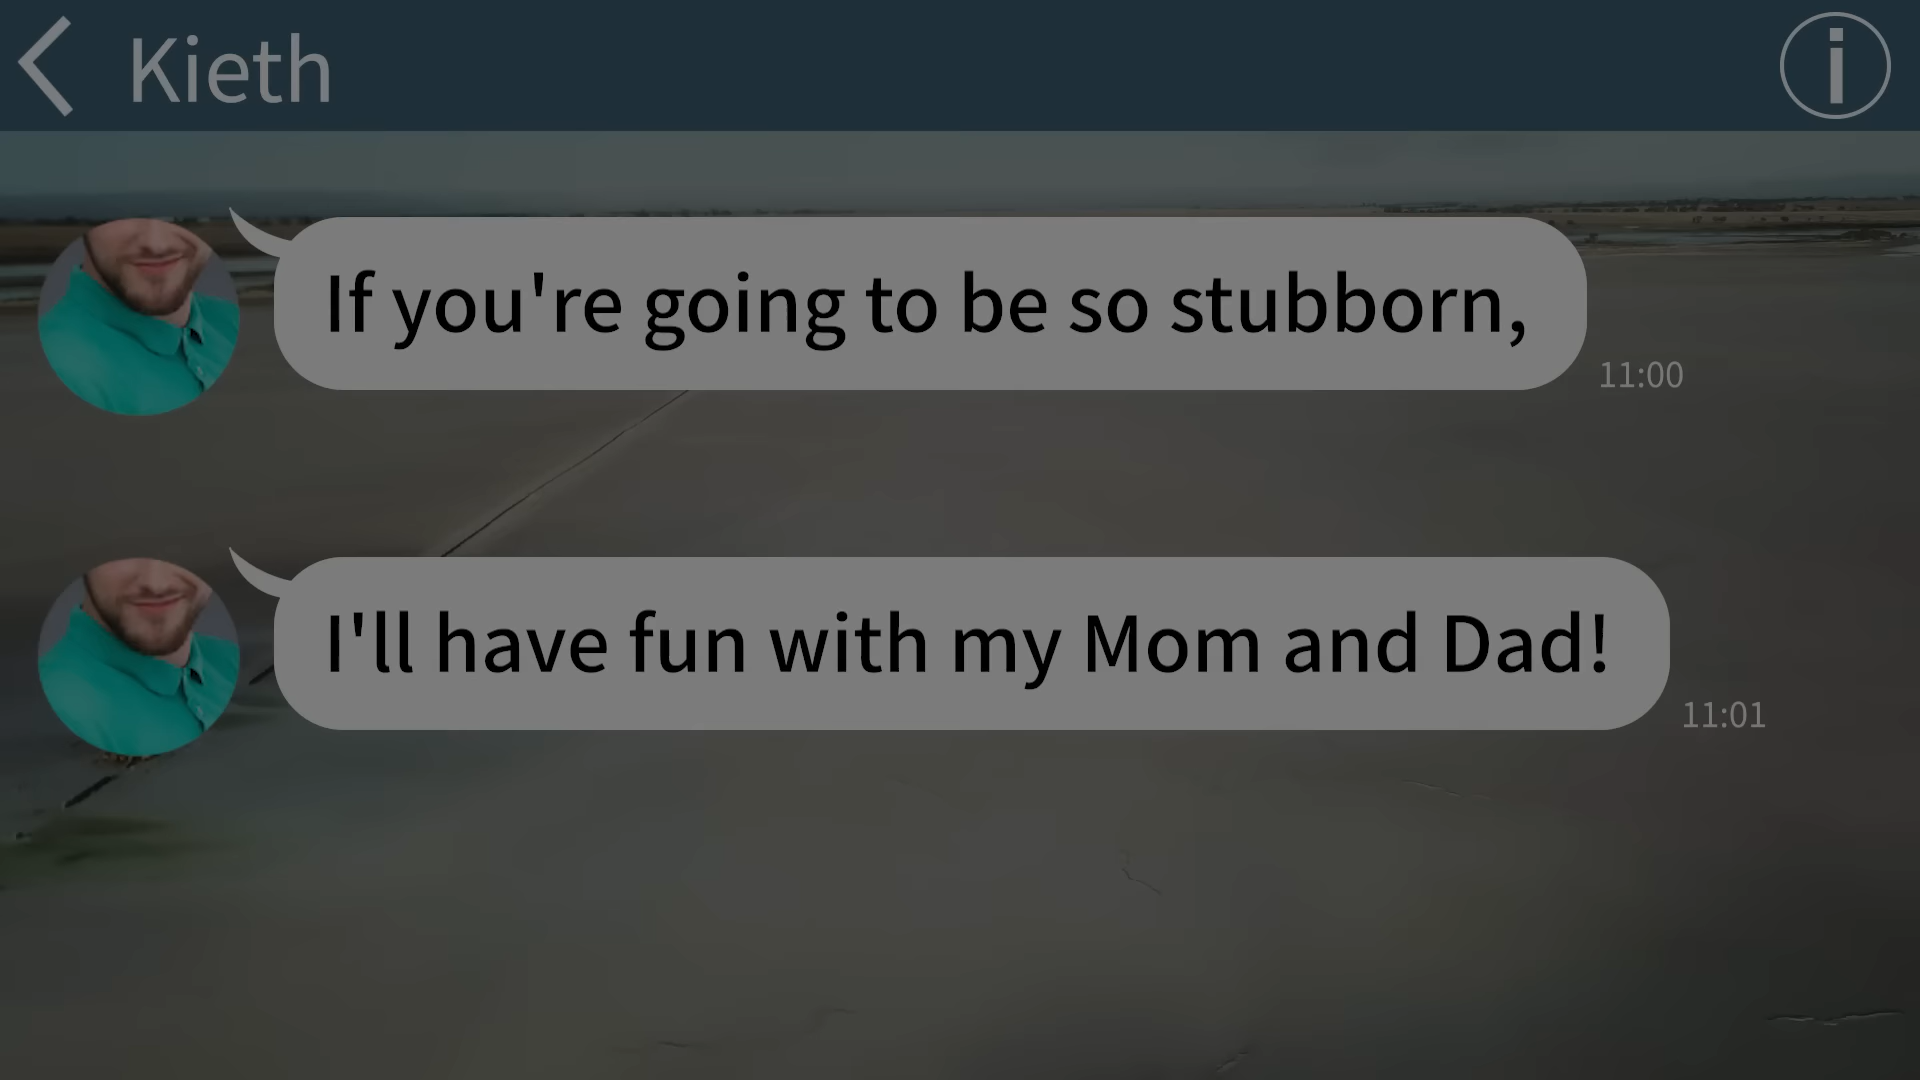 Kieth
If you're going to be so stubborn,
11:00
I'll have fun with my Mom and Dad!
11:01